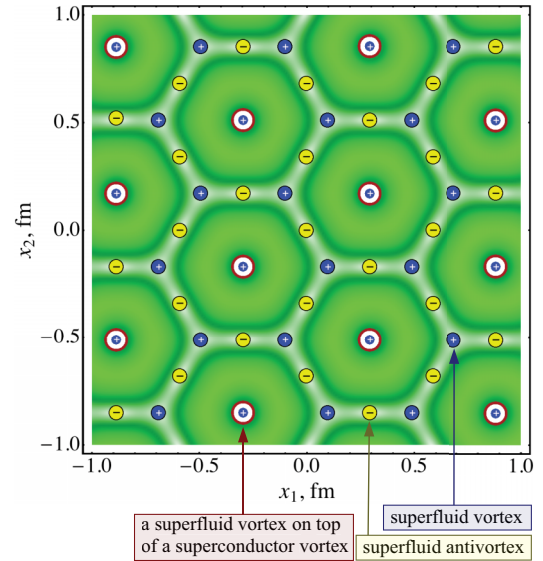 1.0
0.5
0.0
−0.5
−1.0
x₂, fm
−1.0 −0.5 0.0 0.5 1.0
x₁, fm
a superfluid vortex on top
of a superconductor vortex
superfluid vortex
superfluid antivortex